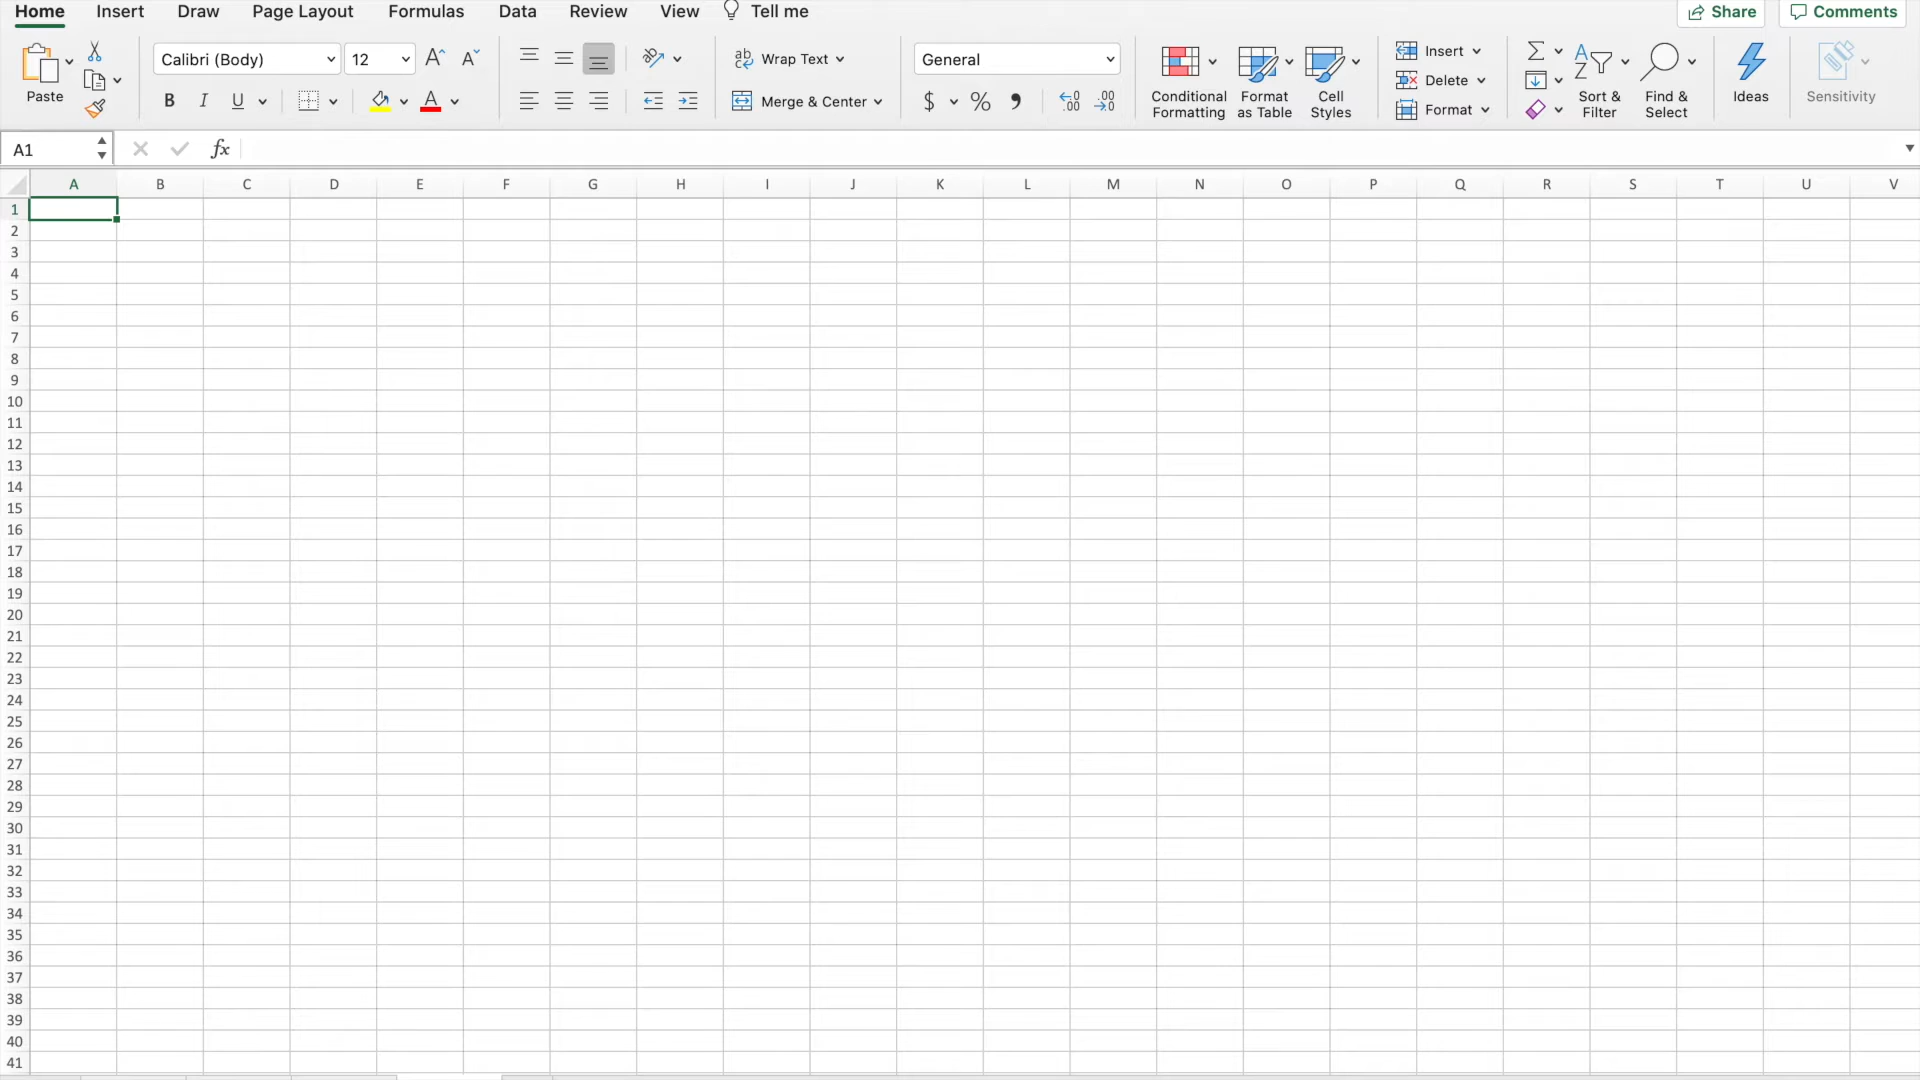 Home Insert Draw Page Layout Formulas Data Review View Tell me Share Comments
Paste
Calibri (Body) 12
B I U
Wrap Text
Merge & Center
General
$ %
Conditional Formatting
Format as Table
Cell Styles
Insert
Delete
Format
Sort & Filter
Find & Select
Ideas
Sensitivity
A1 fx
A B C D E F G H I J K L M N O P Q R S T U V
1
2
3
4
5
6
7
8
9
10
11
12
13
14
15
16
17
18
19
20
21
22
23
24
25
26
27
28
29
30
31
32
33
34
35
36
37
38
39
40
41